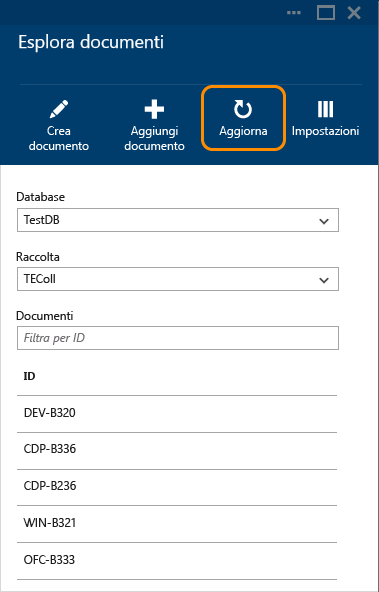 Esplora documenti
Crea documento
Aggiungi documento
Aggiorna
Impostazioni
Database
TestDB
Raccolta
TEColl
Documenti
Filtra per ID
ID
DEV-B320
CDP-B336
CDP-B236
WIN-B321
OFC-B333